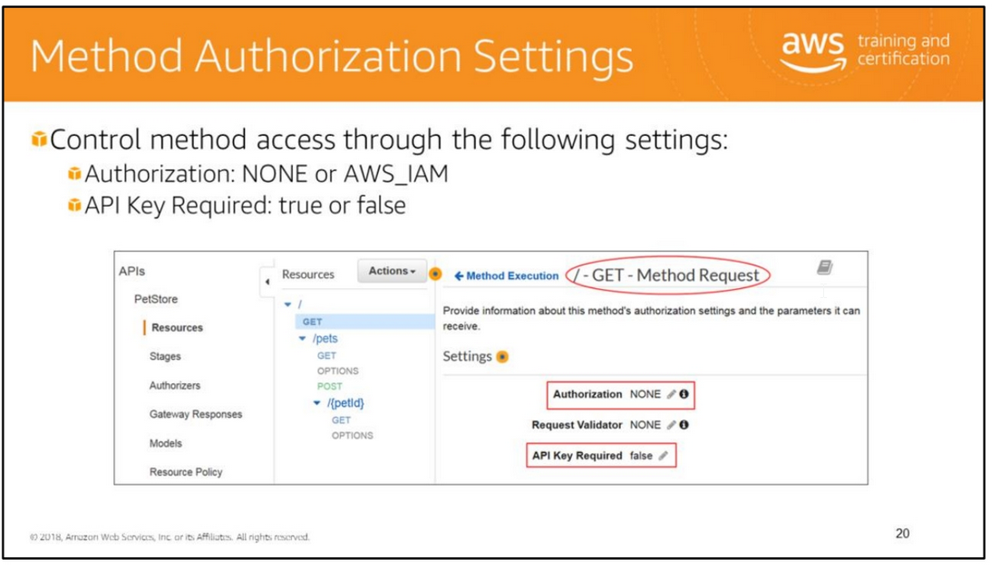 Method Authorization Settings
aws training and certification
Control method access through the following settings:
Authorization: NONE or AWS_IAM
API Key Required: true or false
APIs
PetStore
Resources
Stages
Authorizers
Gateway Responses
Models
Resource Policy
Resources
Actions
/
GET
/pets
GET
OPTIONS
POST
/{petId}
GET
OPTIONS
Method Execution / - GET - Method Request
Provide information about this method's authorization settings and the parameters it can
receive.
Settings
Authorization NONE
Request Validator NONE
API Key Required false
© 2018, Amazon Web Services, Inc. or its Affiliates. All rights reserved.
20